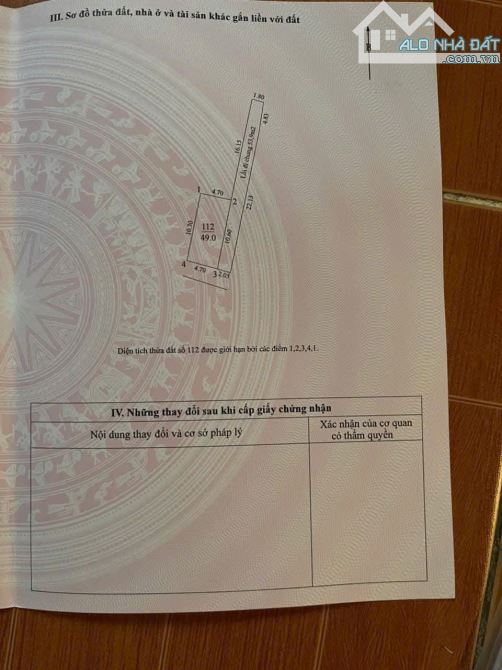 III. Sơ đồ thửa đất, nhà ở và tài sản khác gắn liền với đất
ALO NHÀ ĐẤT
.com.vn
B
1.80
4.83
16.15
Lối đi chung 53.9m2
22.13
1
4.70
2
10.70
112
49.0
10.60
4
4.70
3
2.03
Diện tích thửa đất số 112 được giới hạn bởi các điểm 1,2,3,4,1.
IV. Những thay đổi sau khi cấp giấy chứng nhận
Nội dung thay đổi và cơ sở pháp lý
Xác nhận của cơ quan
có thẩm quyền